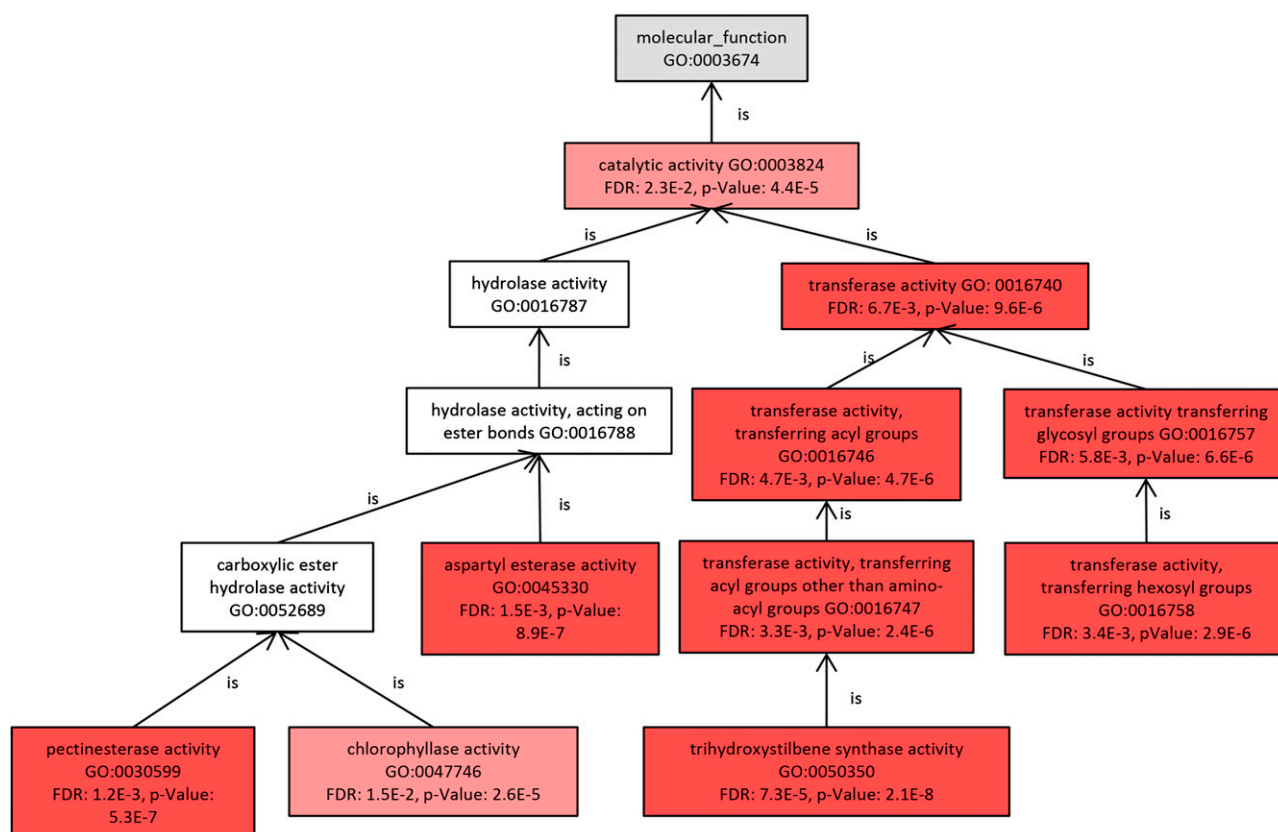 molecular_function
GO:0003674
is
catalytic activity GO:0003824
FDR: 2.3E-2, p-Value: 4.4E-5
is
is
hydrolase activity
GO:0016787
transferase activity GO: 0016740
FDR: 6.7E-3, p-Value: 9.6E-6
is
is
is
hydrolase activity, acting on
ester bonds GO:0016788
transferase activity,
transferring acyl groups
GO:0016746
FDR: 4.7E-3, p-Value: 4.7E-6
transferase activity transferring
glycosyl groups GO:0016757
FDR: 5.8E-3, p-Value: 6.6E-6
is
is
is
is
carboxylic ester
hydrolase activity
GO:0052689
aspartyl esterase activity
GO:0045330
FDR: 1.5E-3, p-Value:
8.9E-7
transferase activity, transferring
acyl groups other than amino-
acyl groups GO:0016747
FDR: 3.3E-3, p-Value: 2.4E-6
transferase activity,
transferring hexosyl groups
GO:0016758
FDR: 3.4E-3, pValue: 2.9E-6
is
is
is
pectinesterase activity
GO:0030599
FDR: 1.2E-3, p-Value:
5.3E-7
chlorophyllase activity
GO:0047746
FDR: 1.5E-2, p-Value: 2.6E-5
trihydroxystilbene synthase activity
GO:0050350
FDR: 7.3E-5, p-Value: 2.1E-8